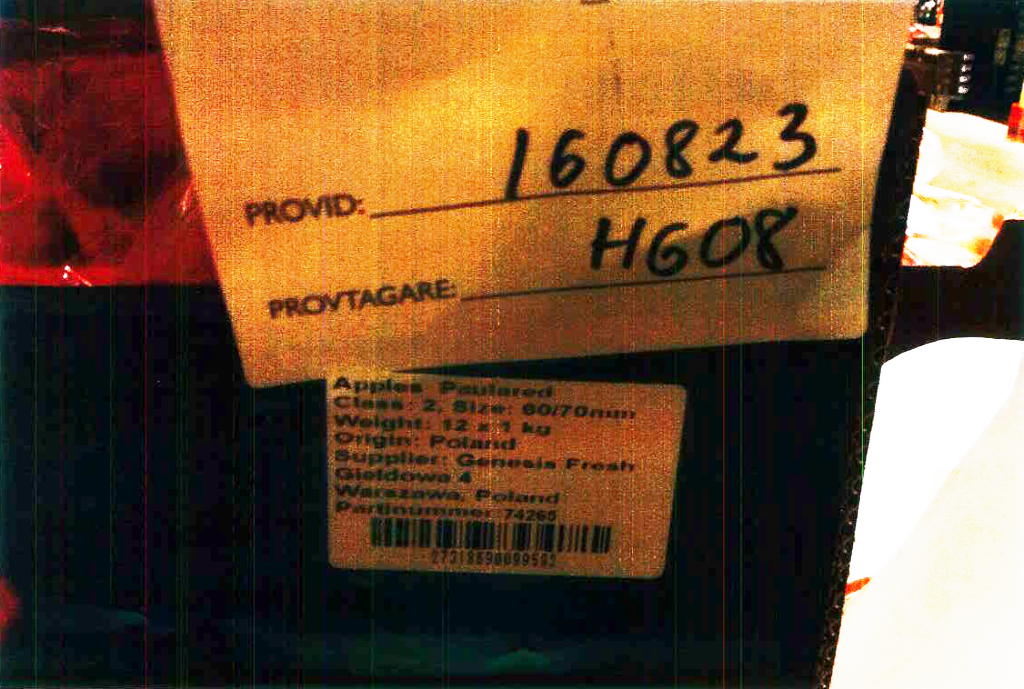 PROVID: 160823
PROVTAGARE: HG08
Apples Paulared
Class: 2, Size: 60/70mm
Weight: 12 x 1 kg
Origin: Poland
Supplier: Genesis Fresh
Gieldowa 4
Warszawa, Poland
Partinummer 74265